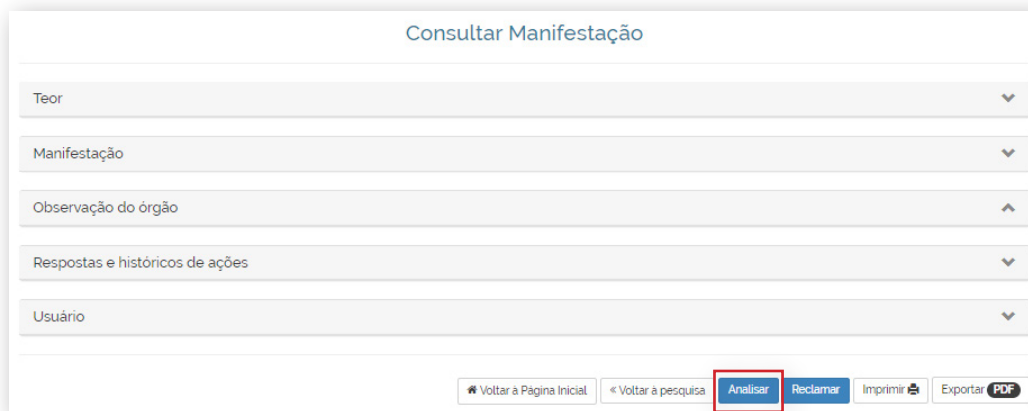 Consultar Manifestação
Teor
Manifestação
Observação do órgão
Respostas e históricos de ações
Usuário
Voltar à Página Inicial « Voltar à pesquisa Analisar Reclamar Imprimir Exportar PDF